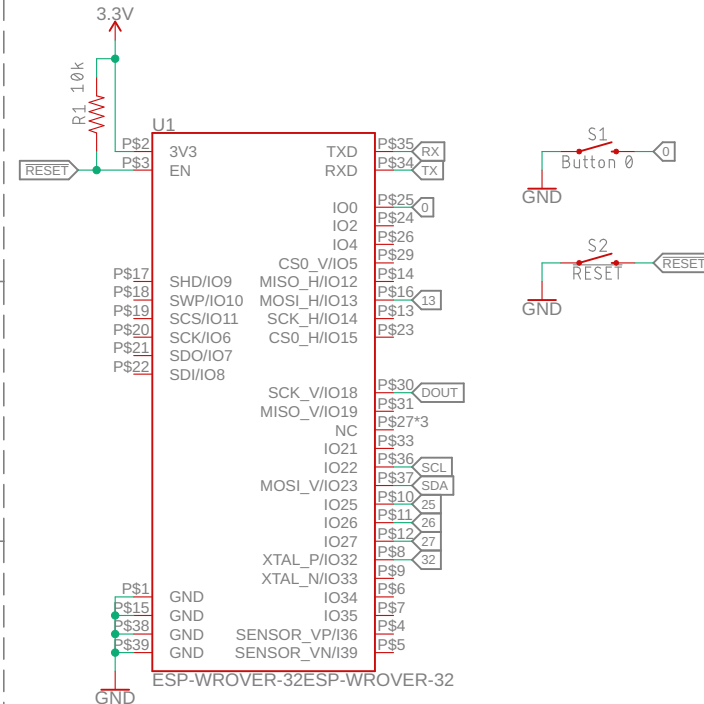 3.3V
R1 10k
U1
RESET
P$2 3V3
P$3 EN
P$17 SHD/IO9
P$18 SWP/IO10
P$19 SCS/IO11
P$20 SCK/IO6
P$21 SDO/IO7
P$22 SDI/IO8
P$1 GND
P$15 GND
P$38 GND
P$39 GND
GND
TXD P$35 RX
RXD P$34 TX
IO0 P$25 0
IO2 P$24
IO4 P$26
CS0_V/IO5 P$29
MISO_H/IO12 P$14
MOSI_H/IO13 P$16 13
SCK_H/IO14 P$13
CS0_H/IO15 P$23
SCK_V/IO18 P$30 DOUT
MISO_V/IO19 P$31
NC P$27*3
IO21 P$33
IO22 P$36 SCL
MOSI_V/IO23 P$37 SDA
IO25 P$10 25
IO26 P$11 26
IO27 P$12 27
XTAL_P/IO32 P$8 32
XTAL_N/IO33 P$9
IO34 P$6
IO35 P$7
SENSOR_VP/I36 P$4
SENSOR_VN/I39 P$5
ESP-WROVER-32ESP-WROVER-32
S1
Button 0
0
GND
S2
RESET
RESET
GND